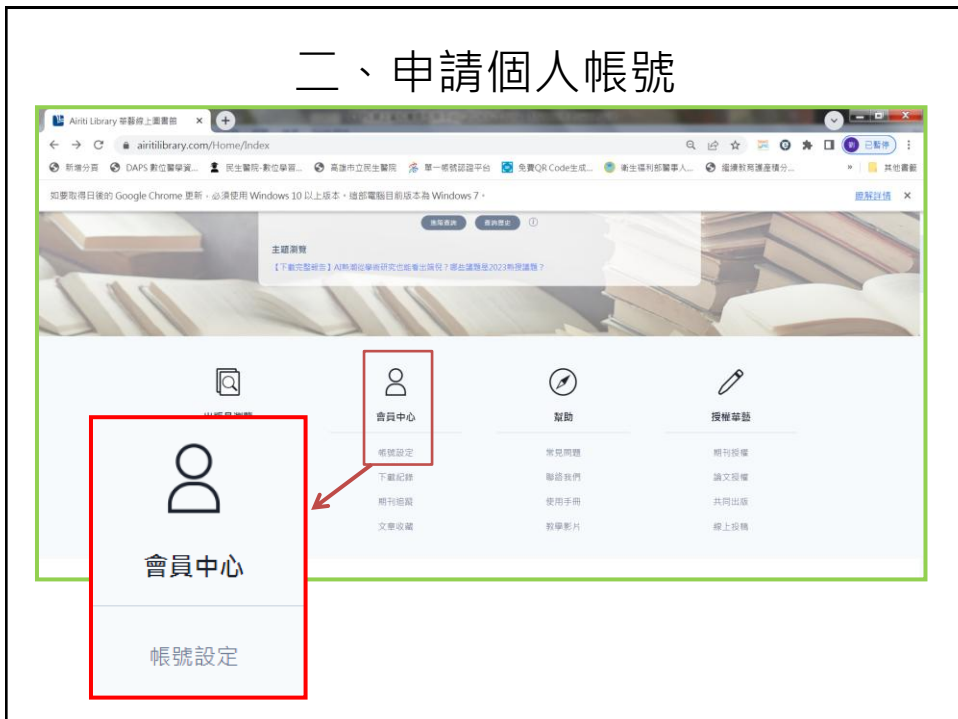 二、申請個人帳號
Airiti Library 華藝線上圖書館
airitilibrary.com/Home/Index
已暫停
新增分頁 DAPS 數位醫學資... 民生醫院-數位學習... 高雄市立民生醫院 單一帳號認證平台 免費QR Code生成... 衛生福利部醫事人... 繼續教育護產積分... » 其他書籤
如要取得日後的 Google Chrome 更新，必須使用 Windows 10 以上版本。這部電腦目前版本為 Windows 7。 瞭解詳情
進階查詢 查詢歷史
主題瀏覽
【下載完整報告】AI熱潮從學術研究也能看出端倪？哪些議題是2023熱搜議題？
出版品瀏覽 會員中心 幫助 授權華藝
帳號設定 常見問題 期刊授權
下載紀錄 聯絡我們 論文授權
期刊追蹤 使用手冊 共同出版
文章收藏 教學影片 線上投稿
會員中心
帳號設定